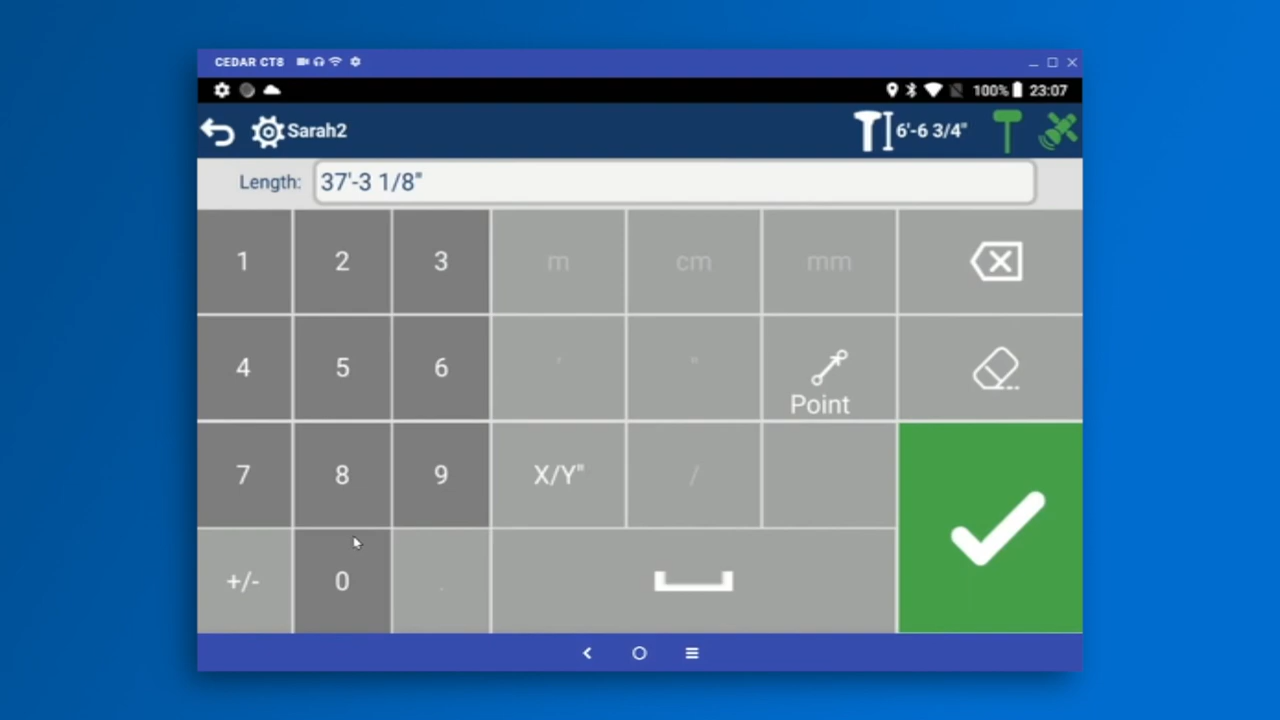 CEDAR CT8
100% 23:07
Sarah2 6'-6 3/4"
Length: 37'-3 1/8"
1 2 3 m cm mm
4 5 6 ' " Point
7 8 9 X/Y" /
+/- 0 .